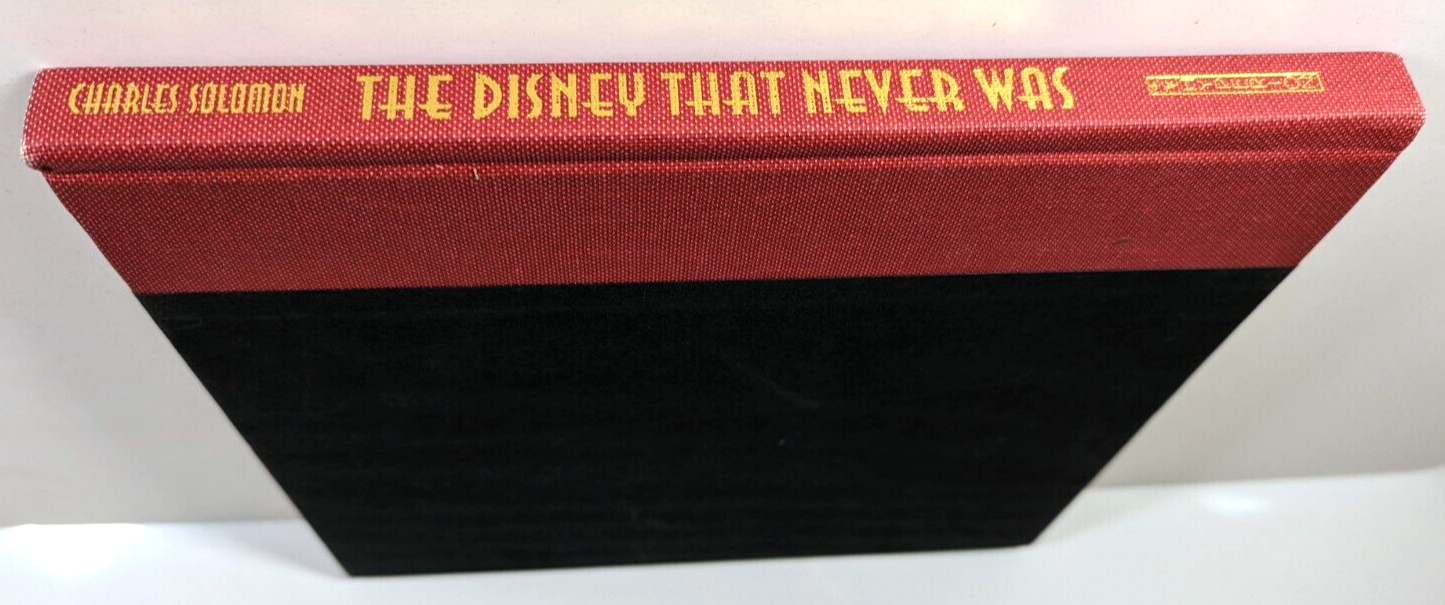 CHARLES SOLOMON THE DISNEY THAT NEVER WAS